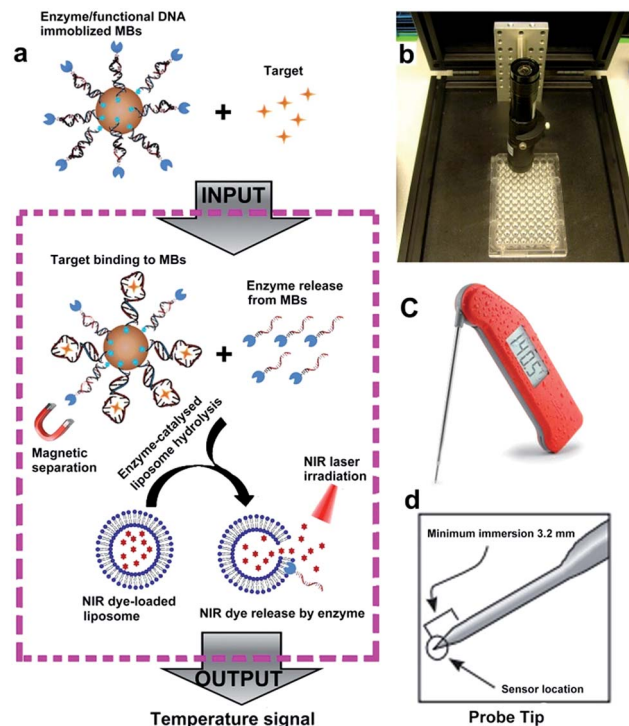 Enzyme/functional DNA
immoblized MBs
a
Target
INPUT
Target binding to MBs
Enzyme release
from MBs
Magnetic
separation
Enzyme-catalysed
liposome hydrolysis
NIR laser
irradiation
NIR dye-loaded
liposome
NIR dye release by enzyme
OUTPUT
Temperature signal
b
c
140.5
d
Minimum immersion 3.2 mm
Sensor location
Probe Tip